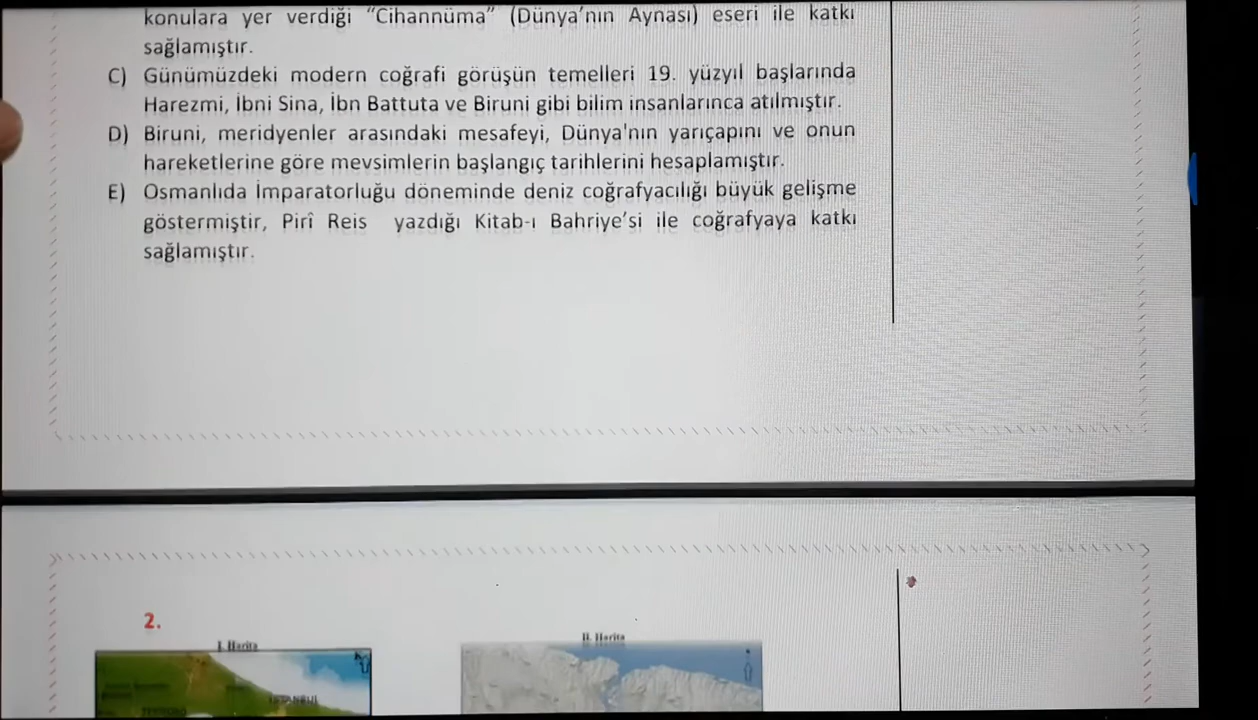 konulara yer verdiği “Cihannüma” (Dünya’nın Aynası) eseri ile katkı
sağlamıştır.
C) Günümüzdeki modern coğrafi görüşün temelleri 19. yüzyıl başlarında
Harezmi, İbni Sina, İbn Battuta ve Biruni gibi bilim insanlarınca atılmıştır.
D) Biruni, meridyenler arasındaki mesafeyi, Dünya'nın yarıçapını ve onun
hareketlerine göre mevsimlerin başlangıç tarihlerini hesaplamıştır.
E) Osmanlıda İmparatorluğu döneminde deniz coğrafyacılığı büyük gelişme
göstermiştir, Pirî Reis yazdığı Kitab-ı Bahriye’si ile coğrafyaya katkı
sağlamıştır.
2.
I. Harita
II. Harita
İSTANBUL